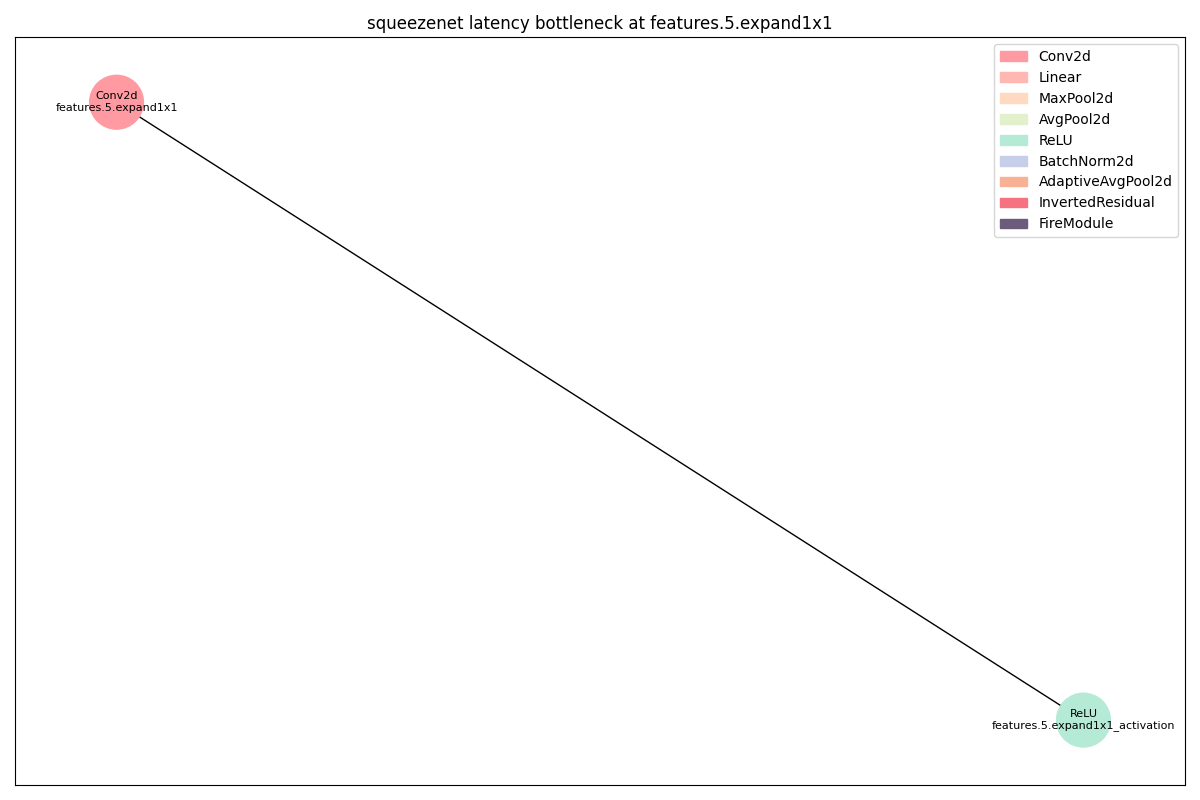 squeezenet latency bottleneck at features.5.expand1x1
Conv2d
features.5.expand1x1
Conv2d
Linear
MaxPool2d
AvgPool2d
ReLU
BatchNorm2d
AdaptiveAvgPool2d
InvertedResidual
FireModule
ReLU
features.5.expand1x1_activation